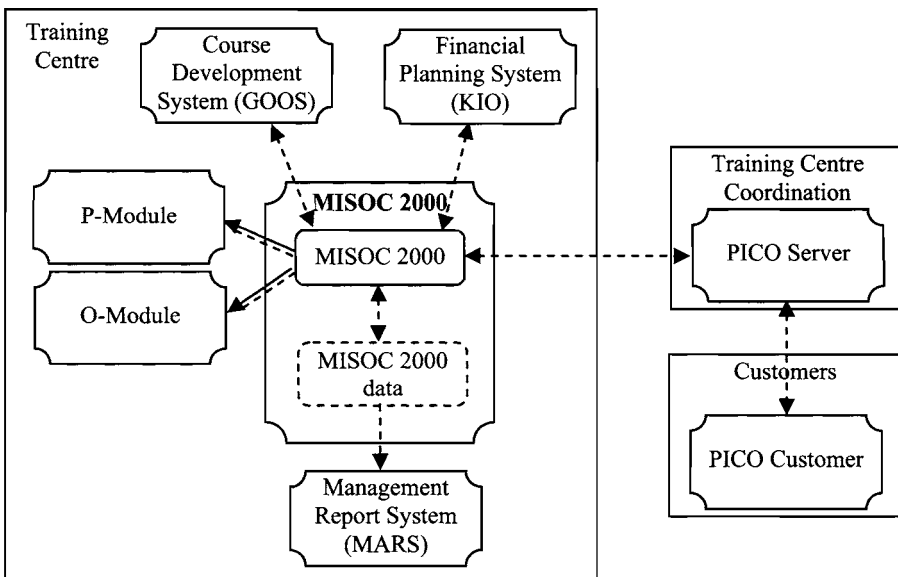 Training
Centre
Course
Development
System (GOOS)
Financial
Planning System
(KIO)
P-Module
O-Module
MISOC 2000
MISOC 2000
MISOC 2000
data
Management
Report System
(MARS)
Training Centre
Coordination
PICO Server
Customers
PICO Customer